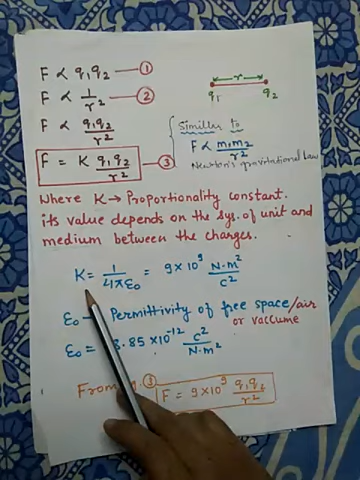 F ∝ q₁q₂ — ①
r
q₁ q₂
F ∝ 1/r² — ②
F ∝ q₁q₂/r²
Similler to
F ∝ m₁m₂/r²
Newton's gravitational Law
F = K q₁q₂/r² — ③
Where K → Proportionality constant.
its value depends on the sys. of unit and
medium between the charges.
K = 1/4πε₀ = 9×10⁹ N·m²/C²
ε₀ → Permittivity of free space/air
or vaccume
ε₀ = 8.85×10⁻¹² C²/N·m²
From ③ F = 9×10⁹ q₁q₂/r²